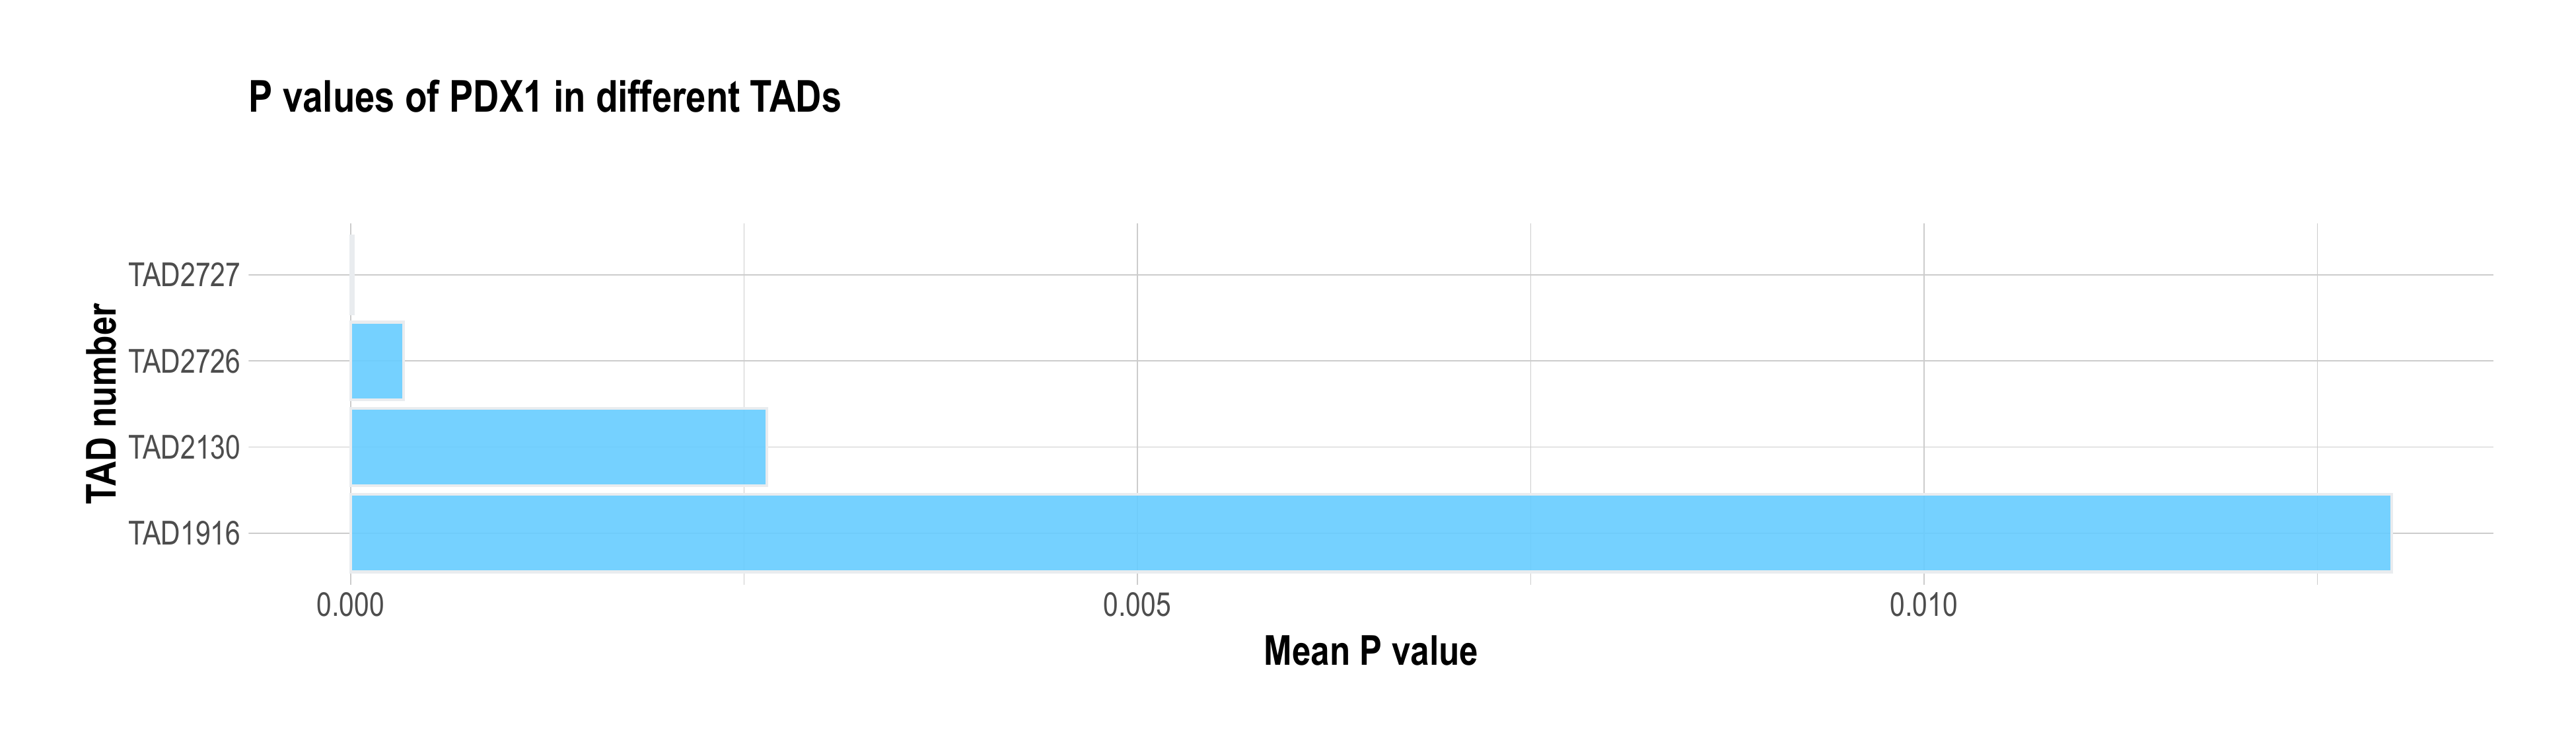 P values of PDX1 in different TADs
TAD number
TAD2727
TAD2726
TAD2130
TAD1916
0.000 0.005 0.010
Mean P value